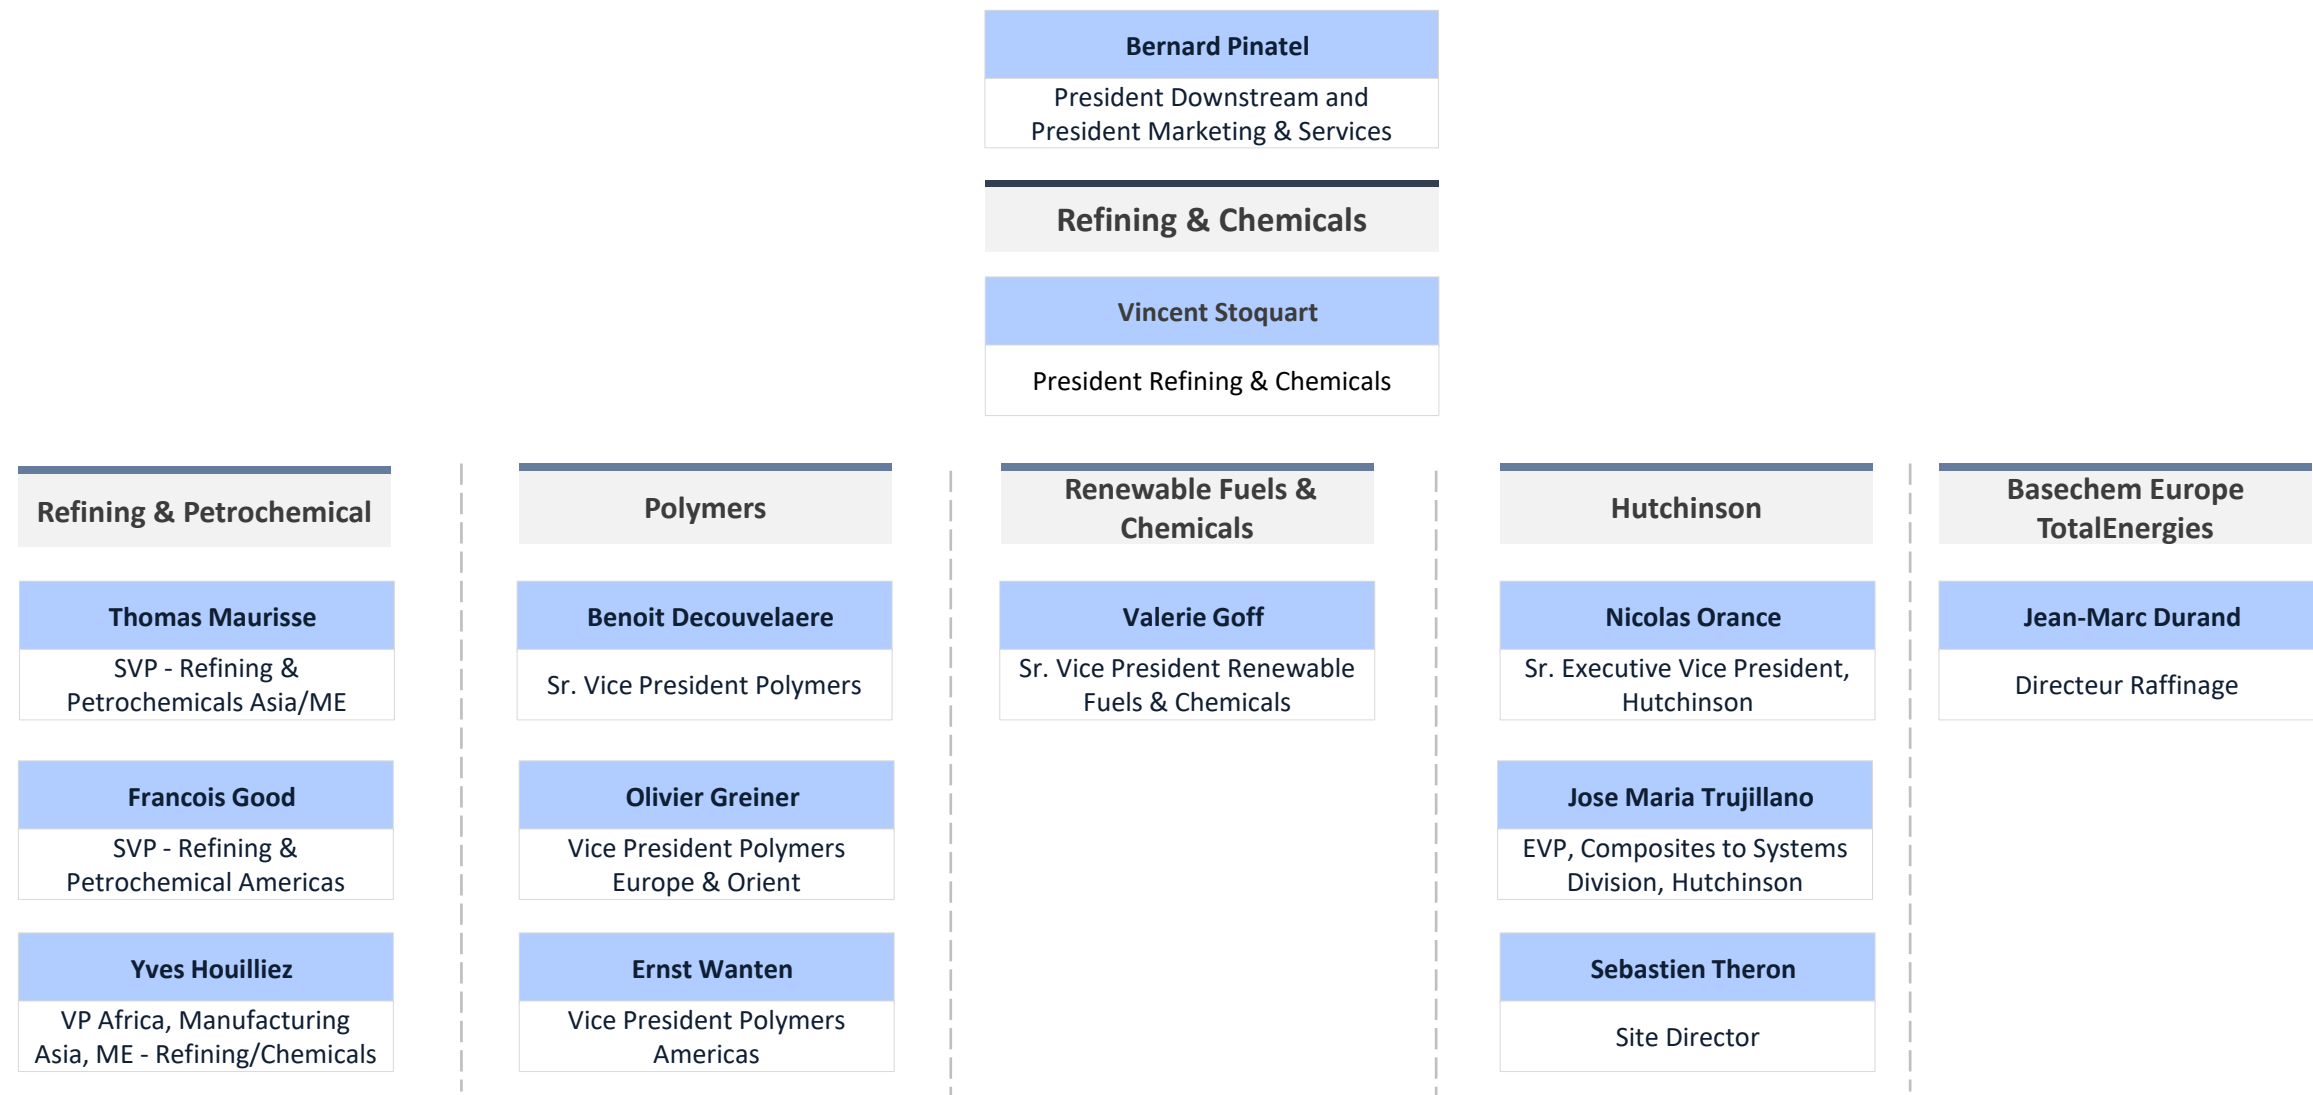 Bernard Pinatel
President Downstream and
President Marketing & Services
Refining & Chemicals
Vincent Stoquart
President Refining & Chemicals
Refining & Petrochemical
Thomas Maurisse
SVP - Refining &
Petrochemicals Asia/ME
Francois Good
SVP - Refining &
Petrochemical Americas
Yves Houilliez
VP Africa, Manufacturing
Asia, ME - Refining/Chemicals
Polymers
Benoit Decouvelaere
Sr. Vice President Polymers
Olivier Greiner
Vice President Polymers
Europe & Orient
Ernst Wanten
Vice President Polymers
Americas
Renewable Fuels &
Chemicals
Valerie Goff
Sr. Vice President Renewable
Fuels & Chemicals
Hutchinson
Nicolas Orance
Sr. Executive Vice President,
Hutchinson
Jose Maria Trujillano
EVP, Composites to Systems
Division, Hutchinson
Sebastien Theron
Site Director
Basechem Europe
TotalEnergies
Jean-Marc Durand
Directeur Raffinage